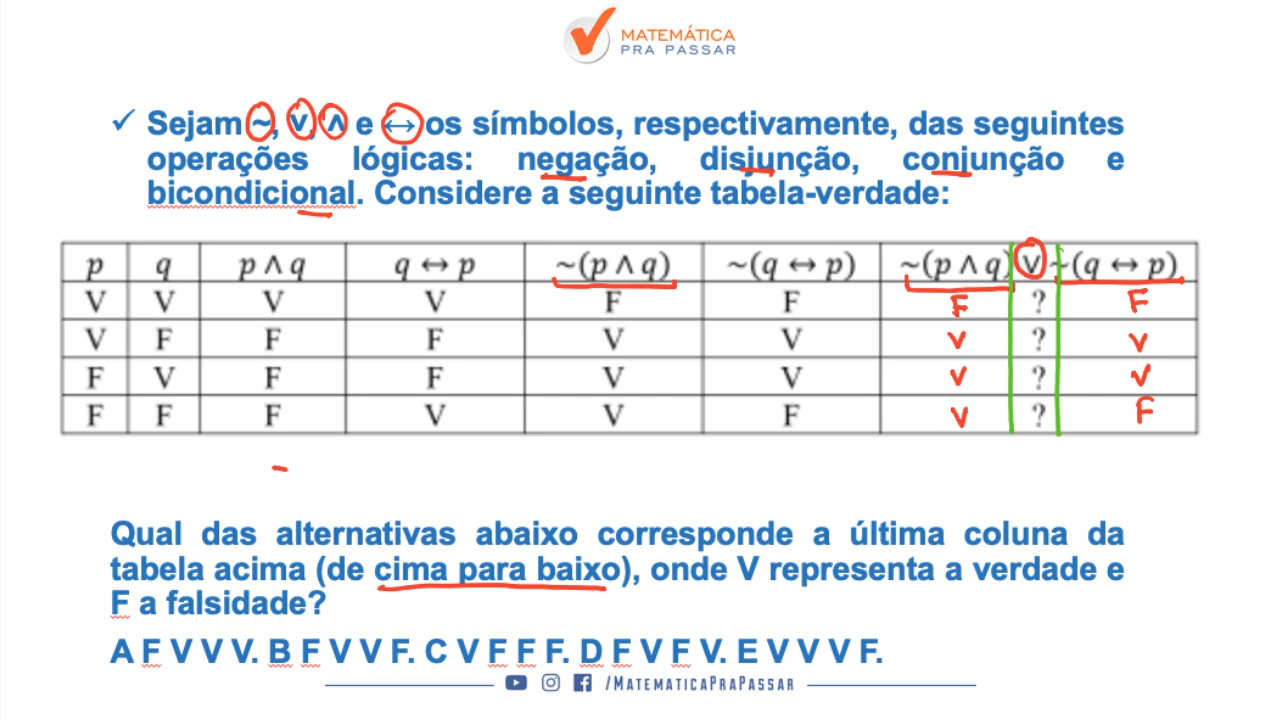 MATEMÁTICA
PRA PASSAR
✓ Sejam ~, ∨, ∧ e ↔ os símbolos, respectivamente, das seguintes
operações lógicas: negação, disjunção, conjunção e
bicondicional. Considere a seguinte tabela-verdade:
p q p ∧ q q ↔ p ~(p ∧ q) ~(q ↔ p) ~(p ∧ q) ∨ ~(q ↔ p)
V V V V F F F ? F
V F F F V V V ? V
F V F F V V V ? V
F F F V V F V ? F
Qual das alternativas abaixo corresponde a última coluna da
tabela acima (de cima para baixo), onde V representa a verdade e
F a falsidade?
A F V V V. B F V V F. C V F F F. D F V F V. E V V V F.
/MATEMATICAPRAPASSAR